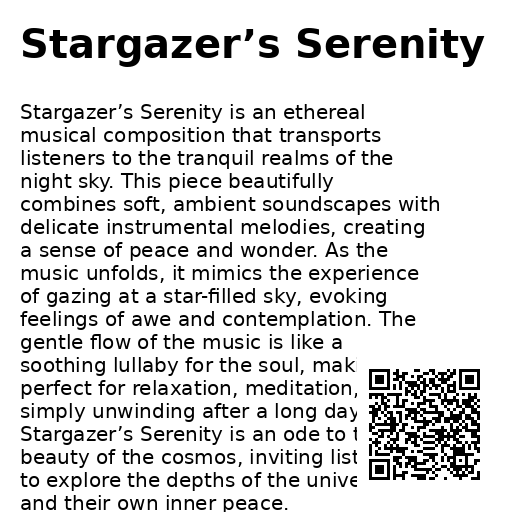 Stargazer’s Serenity
Stargazer’s Serenity is an ethereal
musical composition that transports
listeners to the tranquil realms of the
night sky. This piece beautifully
combines soft, ambient soundscapes with
delicate instrumental melodies, creating
a sense of peace and wonder. As the
music unfolds, it mimics the experience
of gazing at a star-filled sky, evoking
feelings of awe and contemplation. The
gentle flow of the music is like a
soothing lullaby for the soul,
perfect for relaxation, meditation,
simply unwinding after a long day
Stargazer’s Serenity is an ode to
beauty of the cosmos, inviting
to explore the depths of the
and their own inner peace.